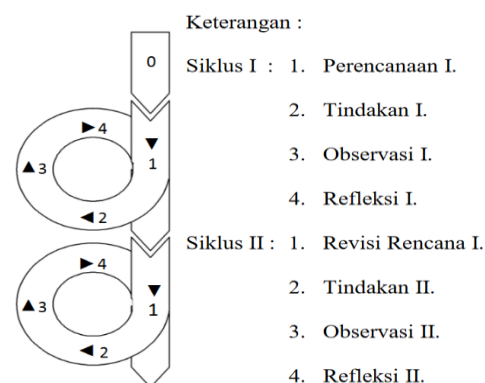 Keterangan :
0
Siklus I : 1. Perencanaan I.
2. Tindakan I.
3. Observasi I.
4. Refleksi I.
4
3
1
2
Siklus II : 1. Revisi Rencana I.
2. Tindakan II.
3. Observasi II.
4. Refleksi II.
4
3
1
2